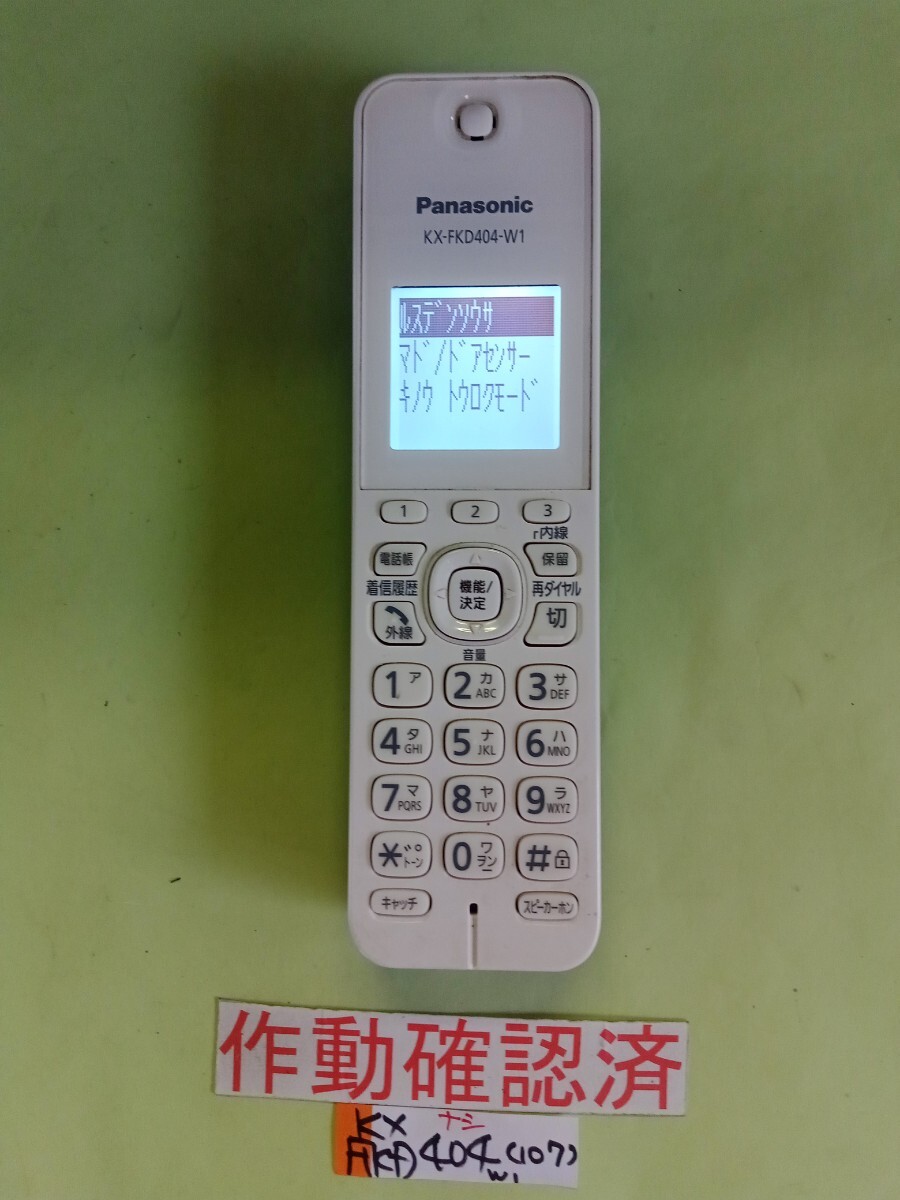 Panasonic
KX-FKD404-W1
ルスデンソウサ
マド/ドアセンサー
キノウ トウロクモード
1 2 3
r内線
電話帳 機能/決定 保留
着信履歴 再ダイヤル
外線 切
音量
1 ア 2 カ ABC 3 サ DEF
4 タ GHI 5 ナ JKL 6 ハ MNO
7 マ PQRS 8 ヤ TUV 9 ラ WXYZ
* ゛゜ トーン 0 ワ ヲン ー #
キャッチ スピーカーホン
作動確認済
KX ナシ
FKD404(107)
W1